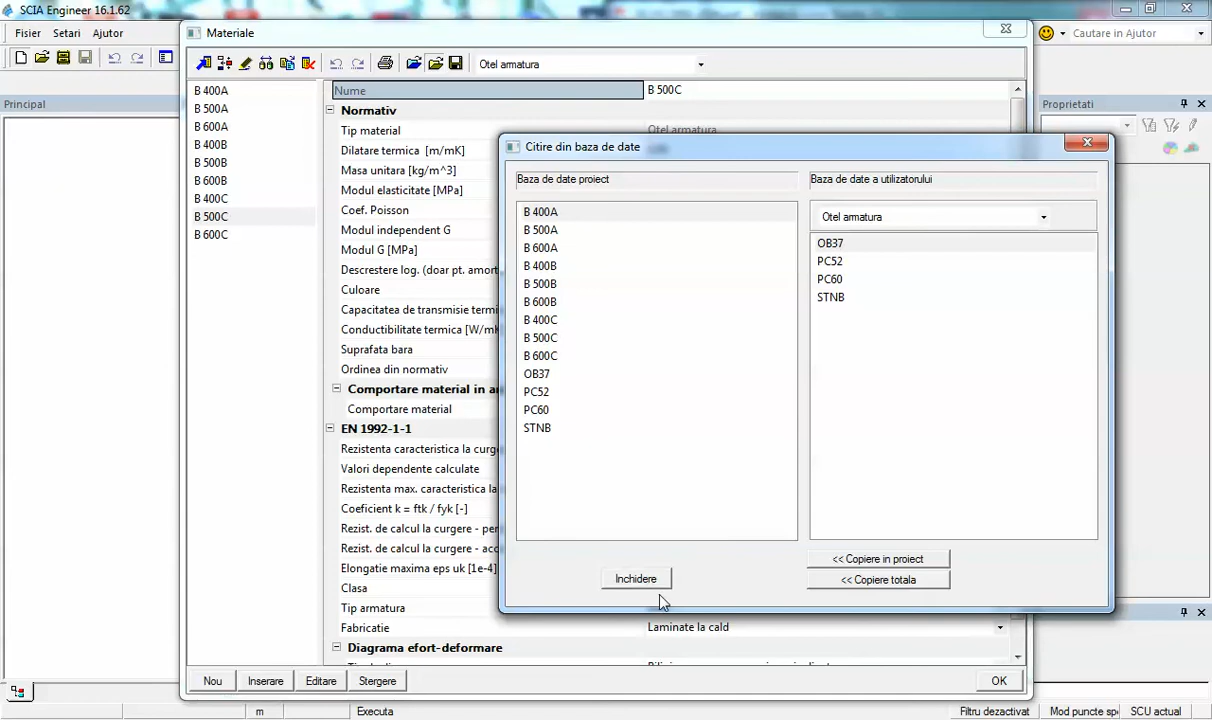 SCIA Engineer 16.1.62
Fisier Setari Ajutor
Cautare in Ajutor
Principal
Proprietati
Materiale
Otel armatura
B 400A
B 500A
B 600A
B 400B
B 500B
B 600B
B 400C
B 500C
B 600C
Nume B 500C
Normativ
Tip material Otel armatura
Dilatare termica [m/mK]
Masa unitara [kg/m^3]
Modul elasticitate [MPa]
Coef. Poisson
Modul independent G
Modul G [MPa]
Descrestere log. (doar pt. amort
Culoare
Capacitatea de transmisie termi
Conductibilitate termica [W/mK
Suprafata bara
Ordinea din normativ
Comportare material in a
Comportare material
EN 1992-1-1
Rezistenta caracteristica la curge
Valori dependente calculate
Rezistenta max. caracteristica la
Coeficient k = ftk / fyk [-]
Rezist. de calcul la curgere - per
Rezist. de calcul la curgere - acc
Elongatie maxima eps uk [1e-4]
Clasa
Tip armatura
Fabricatie Laminate la cald
Diagrama efort-deformare
Nou Inserare Editare Stergere OK
Citire din baza de date
Baza de date proiect
B 400A
B 500A
B 600A
B 400B
B 500B
B 600B
B 400C
B 500C
B 600C
OB37
PC52
PC60
STNB
Inchidere
Baza de date a utilizatorului
Otel armatura
OB37
PC52
PC60
STNB
<< Copiere in proiect
<< Copiere totala
m Executa Filtru dezactivat Mod puncte sp SCU actual